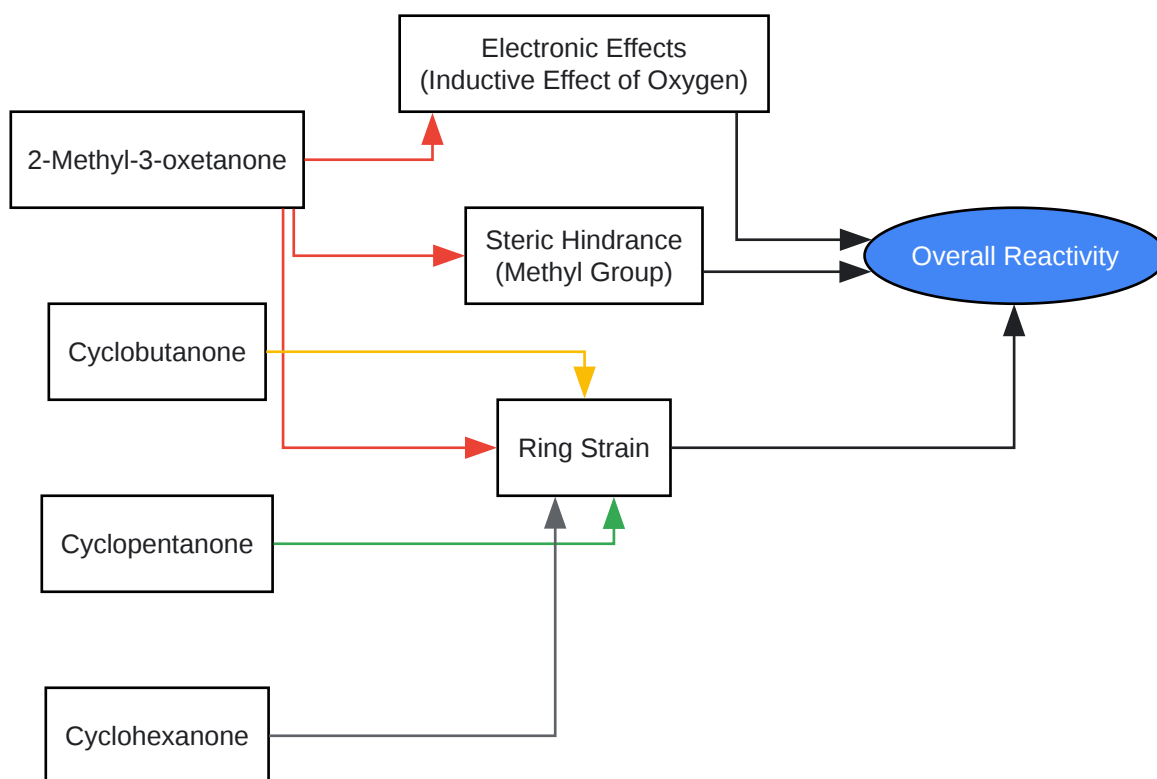 Electronic Effects
(Inductive Effect of Oxygen)
2-Methyl-3-oxetanone
Steric Hindrance
(Methyl Group)
Overall Reactivity
Cyclobutanone
Ring Strain
Cyclopentanone
Cyclohexanone